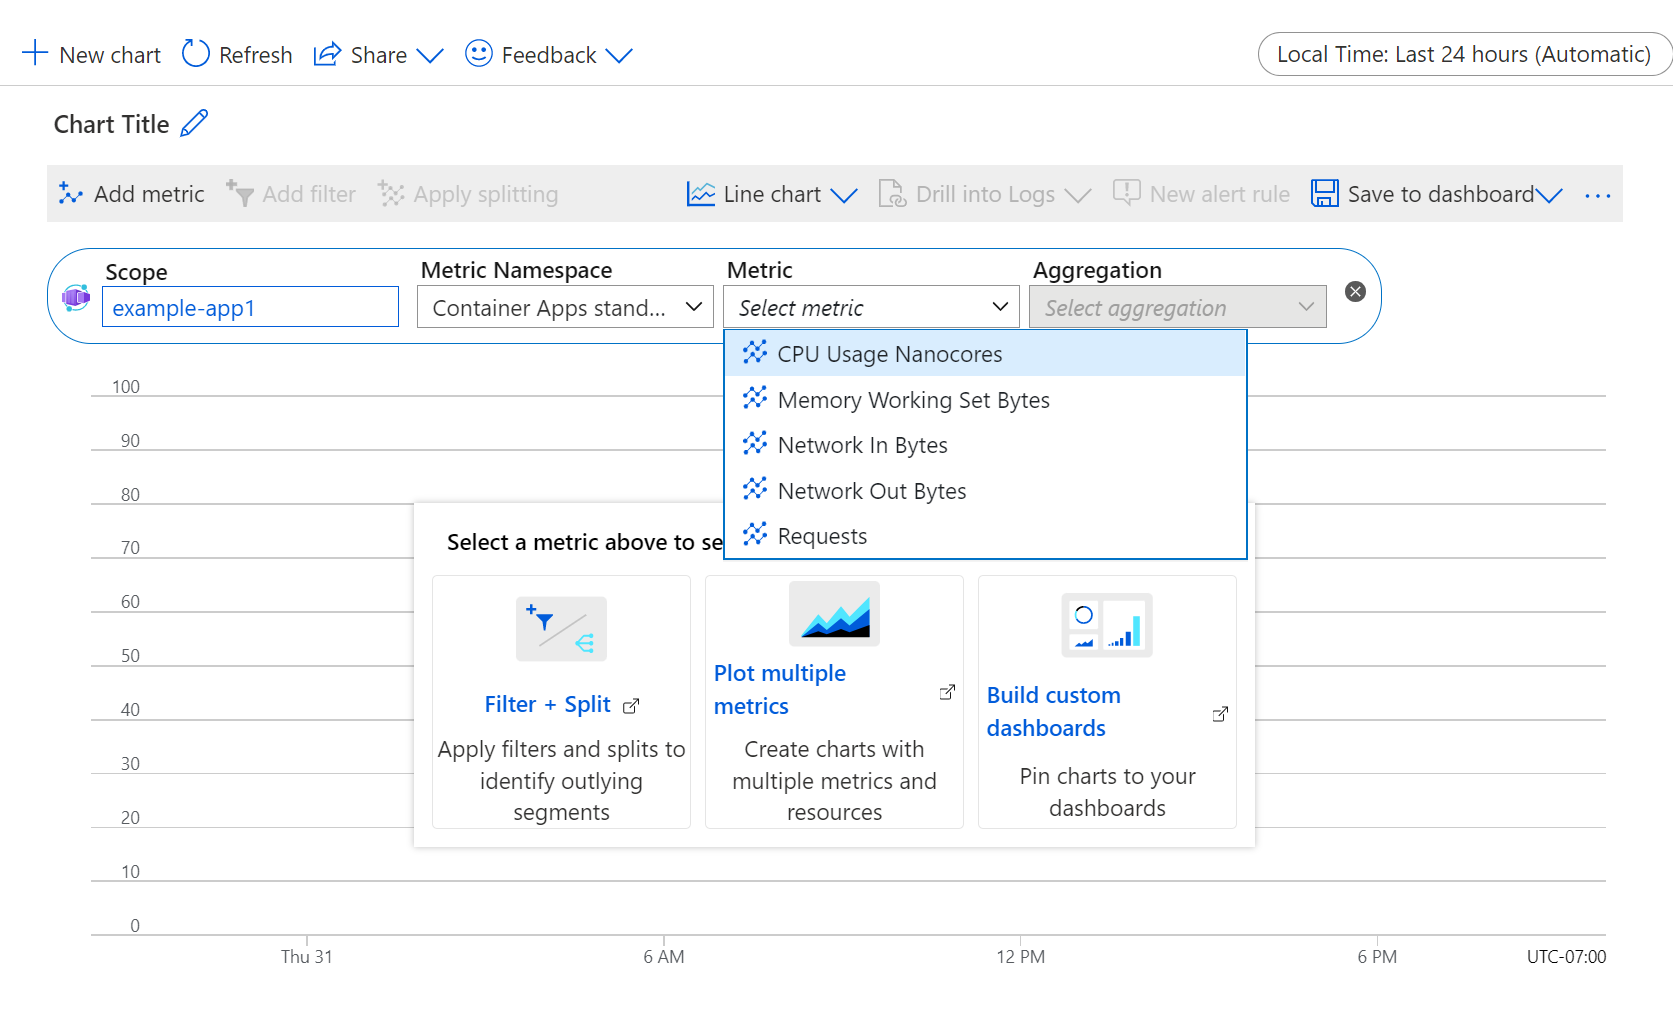 New chart Refresh Share Feedback Local Time: Last 24 hours (Automatic)
Chart Title
Add metric Add filter Apply splitting Line chart Drill into Logs New alert rule Save to dashboard ...
Scope Metric Namespace Metric Aggregation
example-app1 Container Apps stand... Select metric Select aggregation
CPU Usage Nanocores
Memory Working Set Bytes
Network In Bytes
Network Out Bytes
Requests
100
90
80
70
60
50
40
30
20
10
0
Select a metric above to se
Filter + Split
Apply filters and splits to
identify outlying
segments
Plot multiple
metrics
Create charts with
multiple metrics and
resources
Build custom
dashboards
Pin charts to your
dashboards
Thu 31 6 AM 12 PM 6 PM UTC-07:00